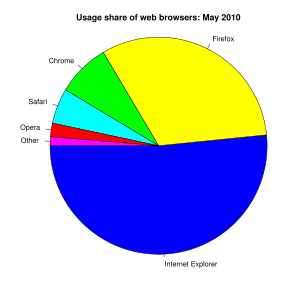 Usage share of web browsers: May 2010
Firefox
Chrome
Safari
Opera
Other
Internet Explorer